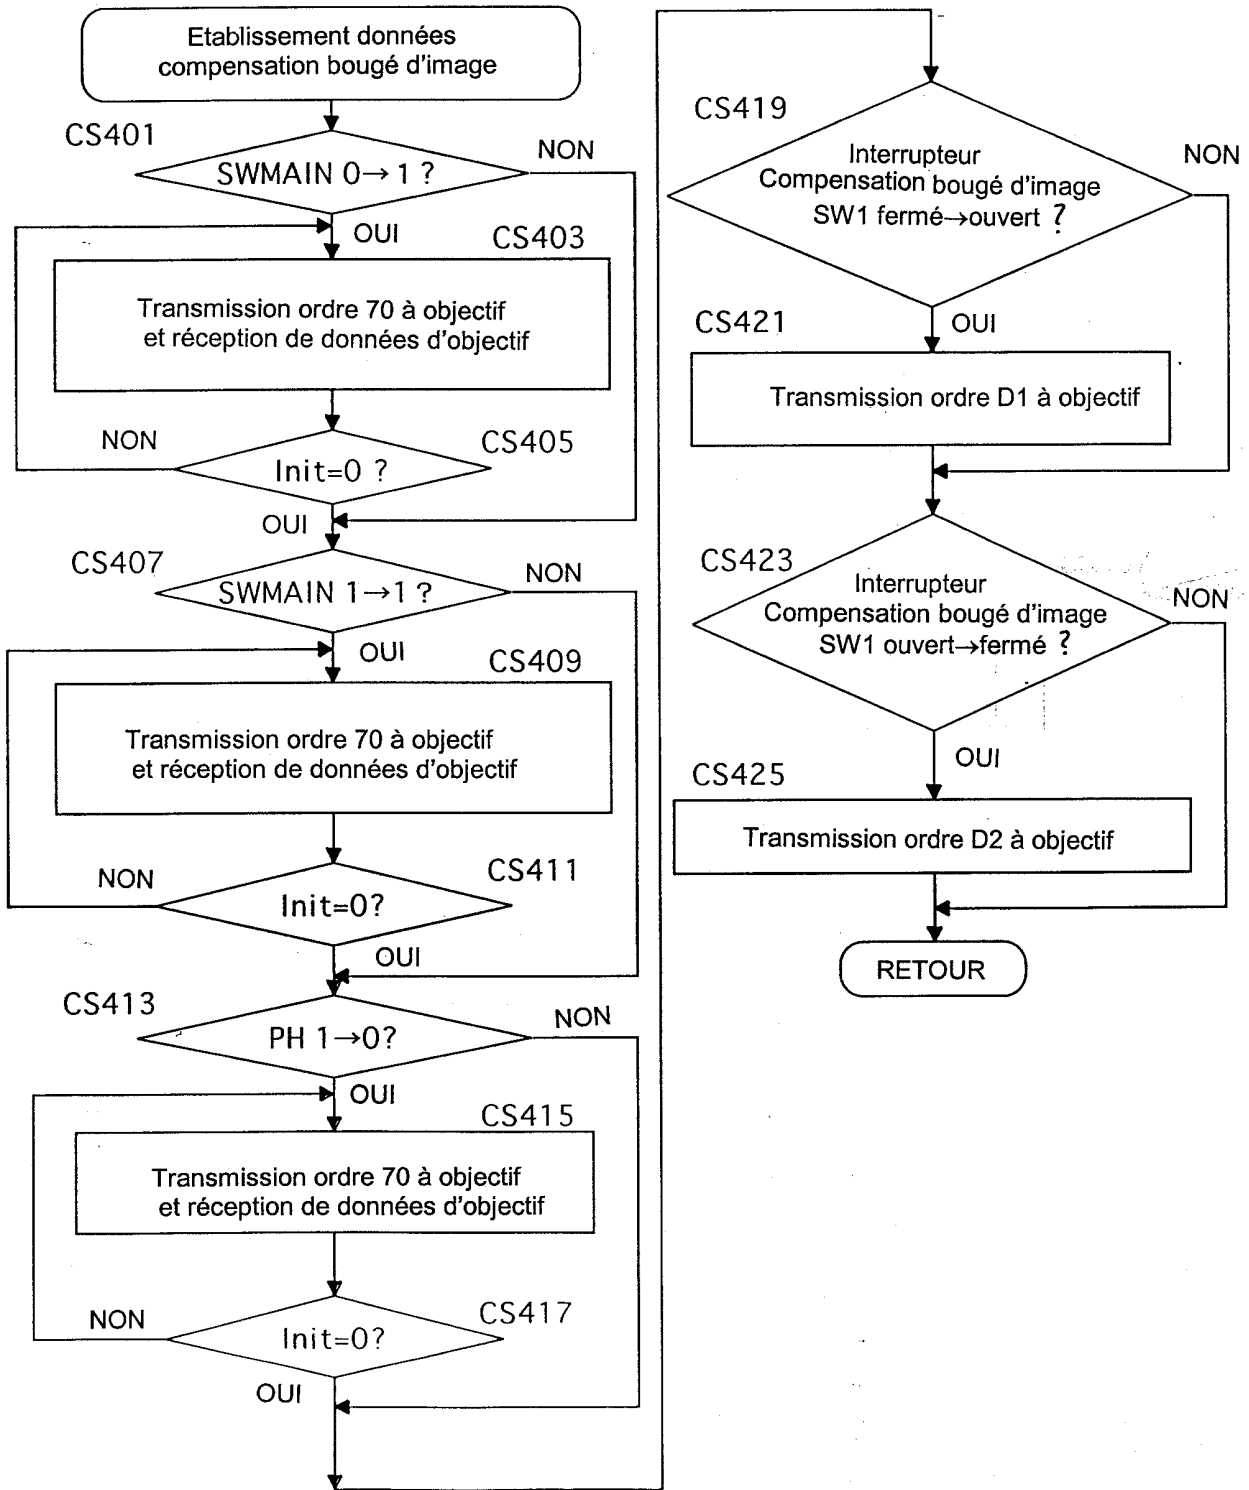 Etablissement données
compensation bougé d'image
CS401
SWMAIN 0→1 ?
NON
OUI
CS403
Transmission ordre 70 à objectif
et réception de données d'objectif
NON
CS405
Init=0 ?
OUI
CS407
SWMAIN 1→1 ?
NON
OUI
CS409
Transmission ordre 70 à objectif
et réception de données d'objectif
NON
CS411
Init=0?
OUI
CS413
PH 1→0?
NON
OUI
CS415
Transmission ordre 70 à objectif
et réception de données d'objectif
NON
CS417
Init=0?
OUI
CS419
Interrupteur
Compensation bougé d'image
SW1 fermé→ouvert ?
NON
OUI
CS421
Transmission ordre D1 à objectif
CS423
Interrupteur
Compensation bougé d'image
SW1 ouvert→fermé ?
NON
OUI
CS425
Transmission ordre D2 à objectif
RETOUR